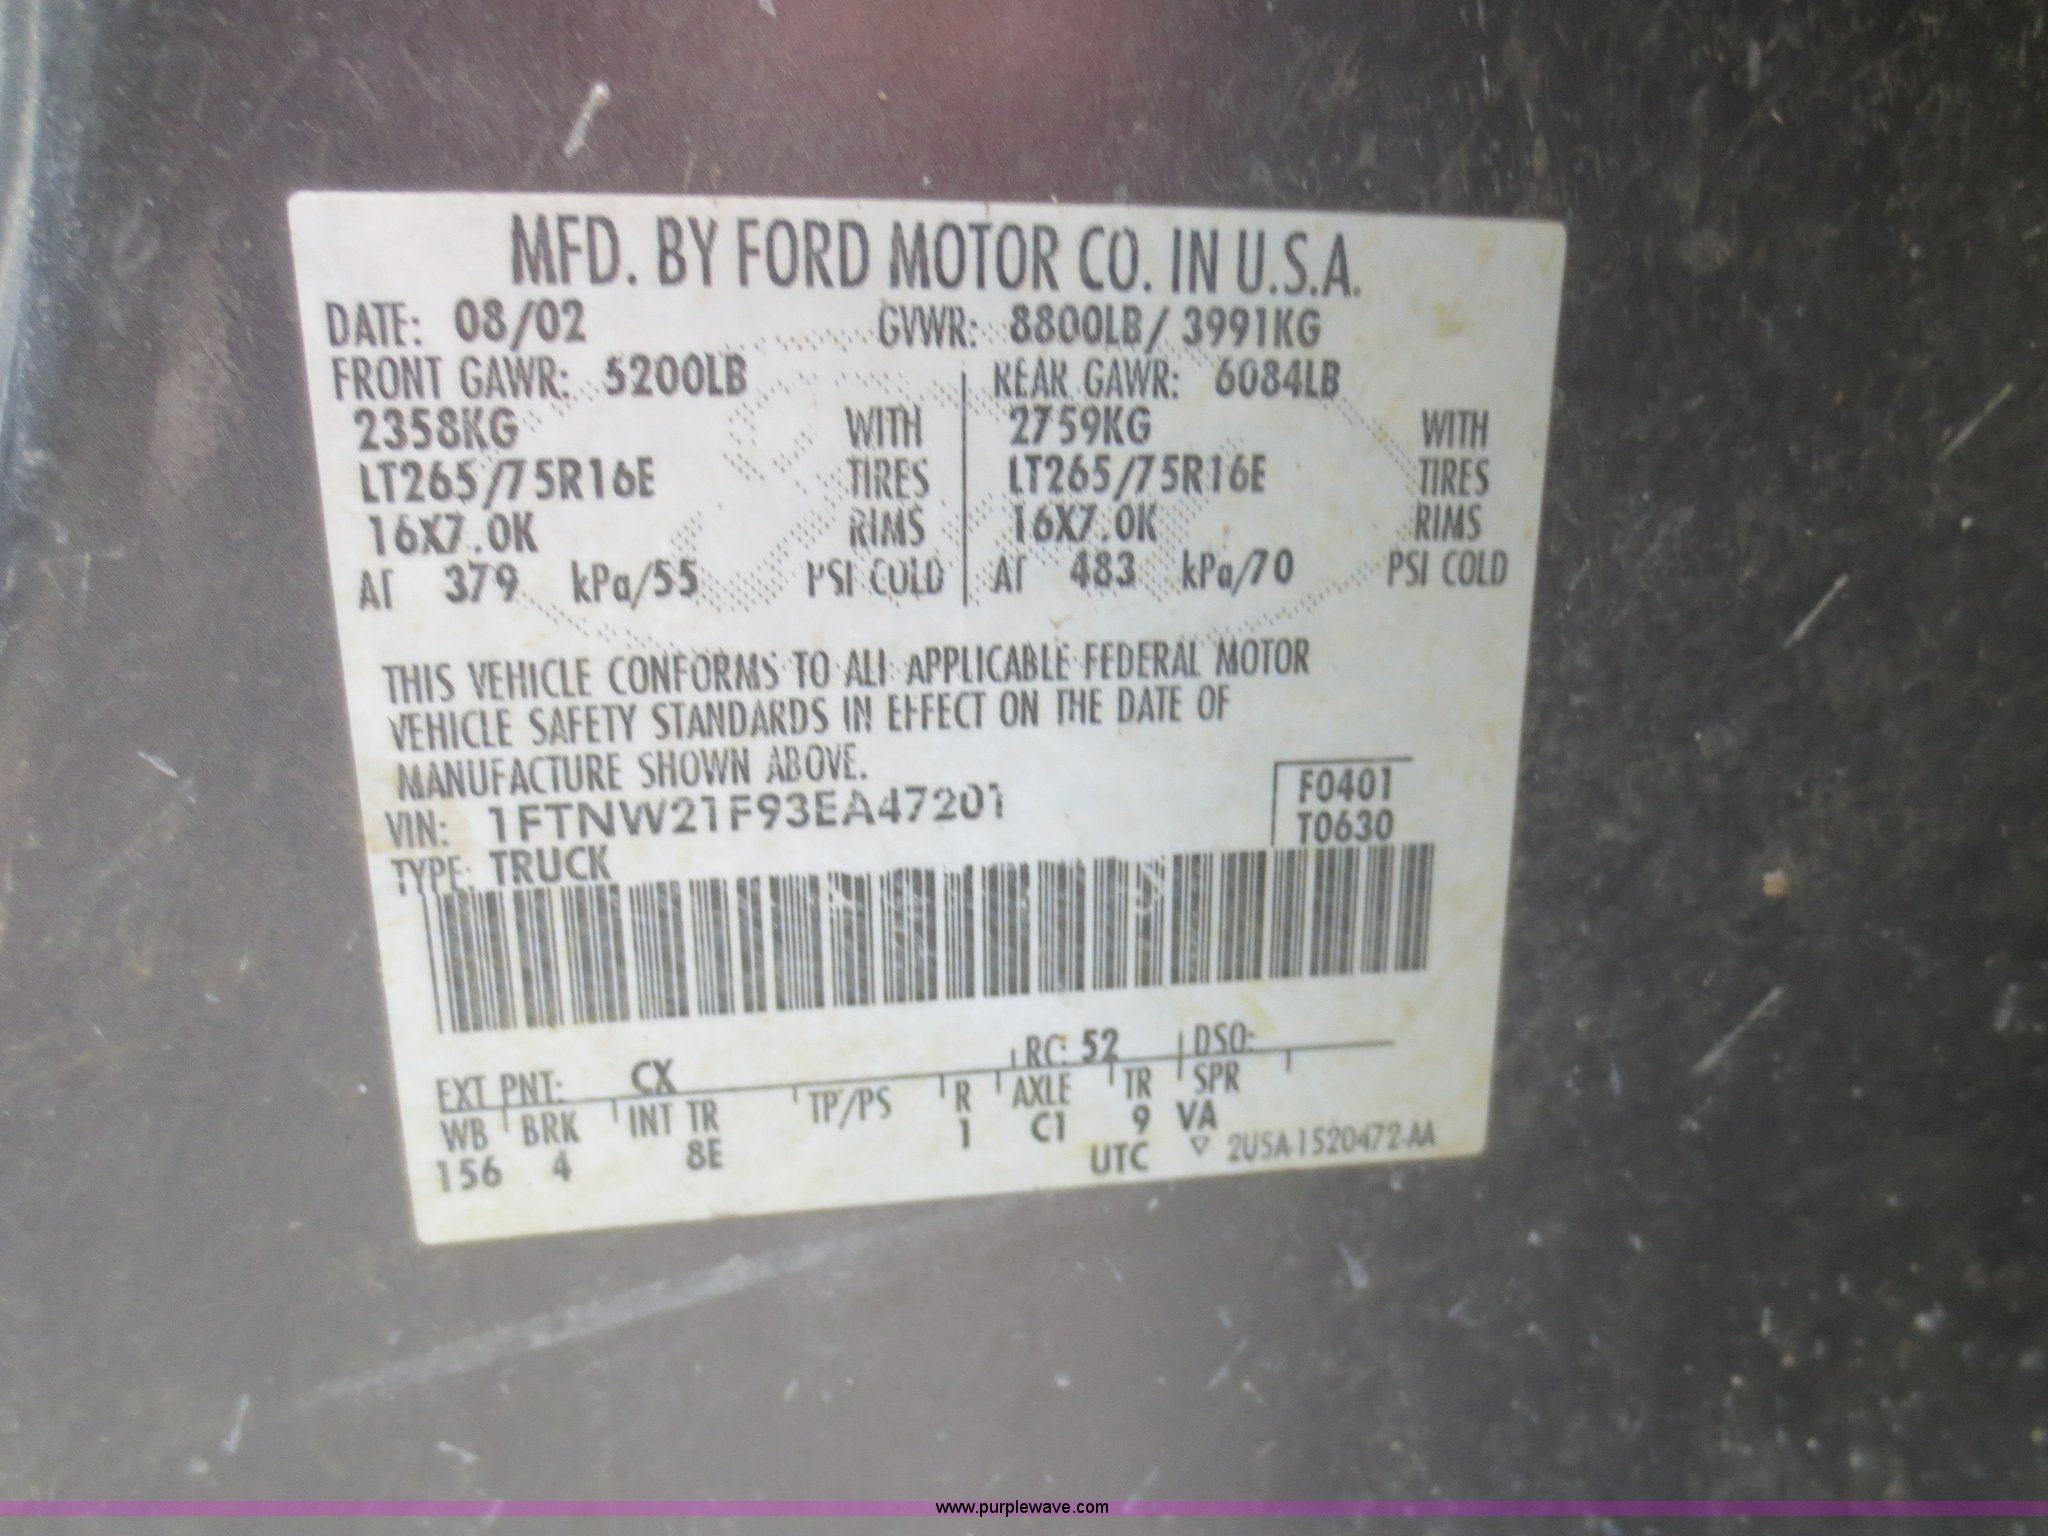 MFD. BY FORD MOTOR CO. IN U.S.A.
DATE: 08/02 GVWR: 8800LB/ 3991KG
FRONT GAWR: 5200LB REAR GAWR: 6084LB
2358KG WITH 2759KG WITH
LT265/75R16E TIRES LT265/75R16E TIRES
16X7.0K RIMS 16X7.0K RIMS
AT 379 kPa/55 PSI COLD AT 483 kPa/70 PSI COLD
THIS VEHICLE CONFORMS TO ALL APPLICABLE FEDERAL MOTOR
VEHICLE SAFETY STANDARDS IN EFFECT ON THE DATE OF
MANUFACTURE SHOWN ABOVE.
VIN: 1FTNW21F93EA47201 F0401
TYPE: TRUCK T0630
EXT PNT: CX RC: 52 DSO:
WB BRK INT TR TP/PS R AXLE TR SPR
156 4 8E 1 C1 9 VA
UTC ▽ 2U5A-1520472-AA
www.purplewave.com